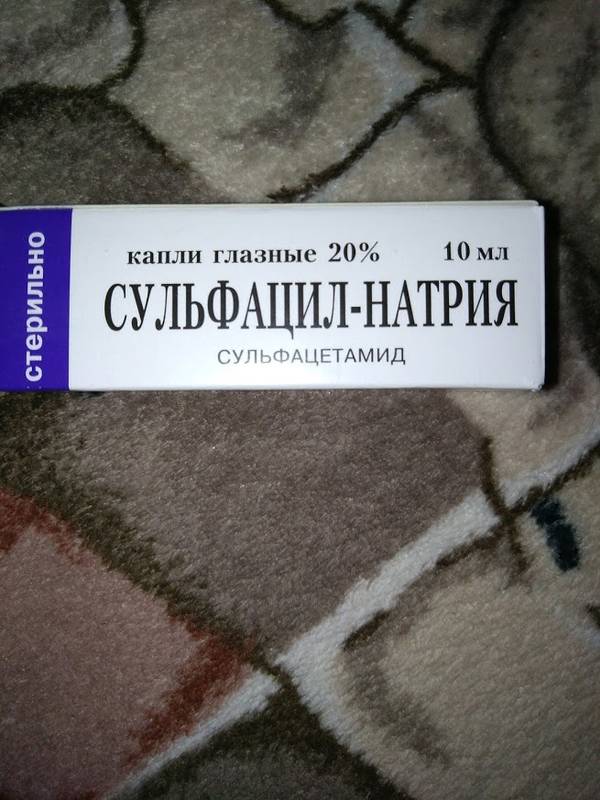 стерильно
капли глазные 20% 10 мл
СУЛЬФАЦИЛ-НАТРИЯ
СУЛЬФАЦЕТАМИД